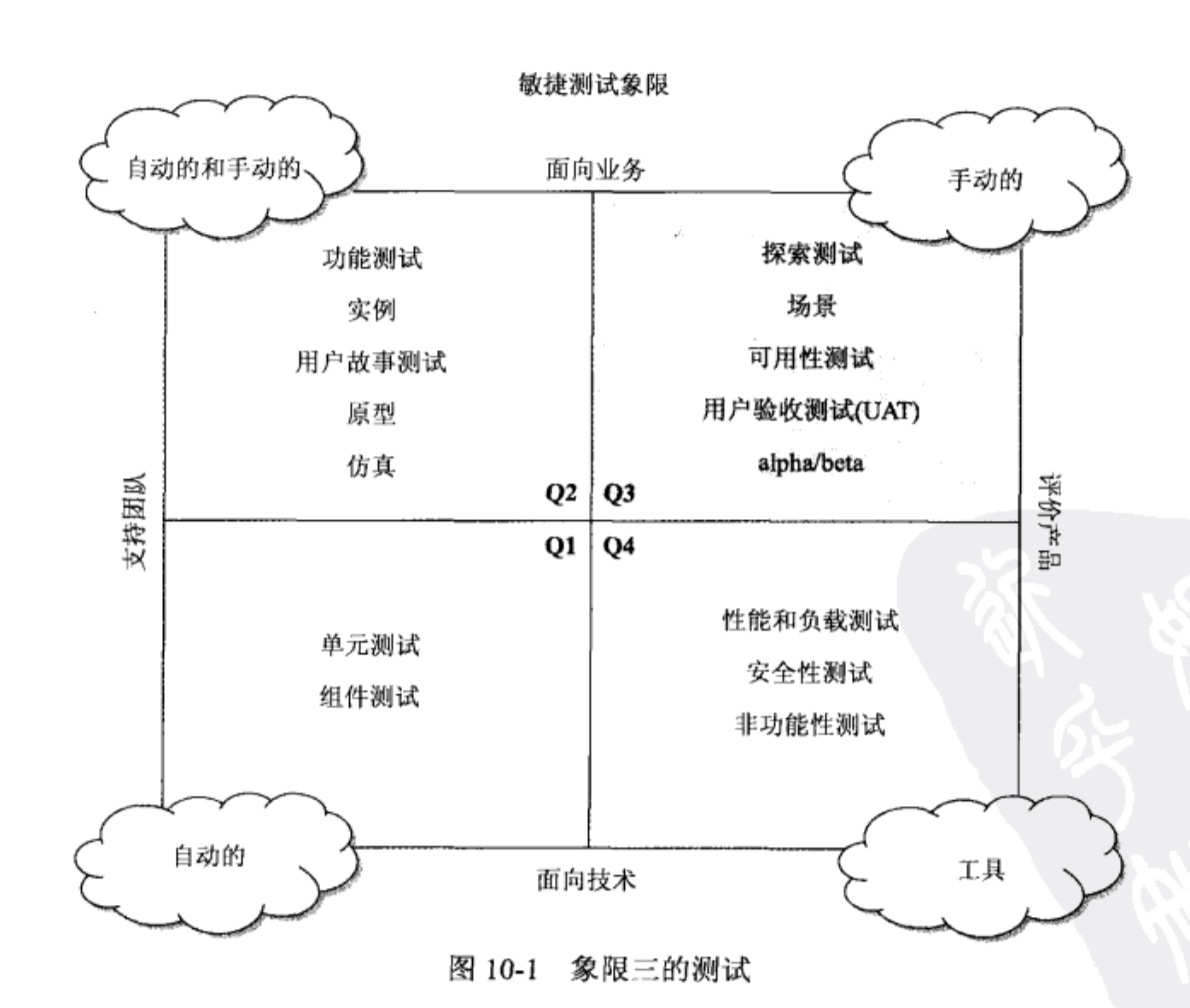 敏捷测试象限
自动的和手动的
面向业务
手动的
功能测试
实例
用户故事测试
原型
仿真
探索测试
场景
可用性测试
用户验收测试(UAT)
alpha/beta
支持团队
评价产品
Q2
Q3
Q1
Q4
单元测试
组件测试
性能和负载测试
安全性测试
非功能性测试
自动的
面向技术
工具
图 10-1 象限三的测试